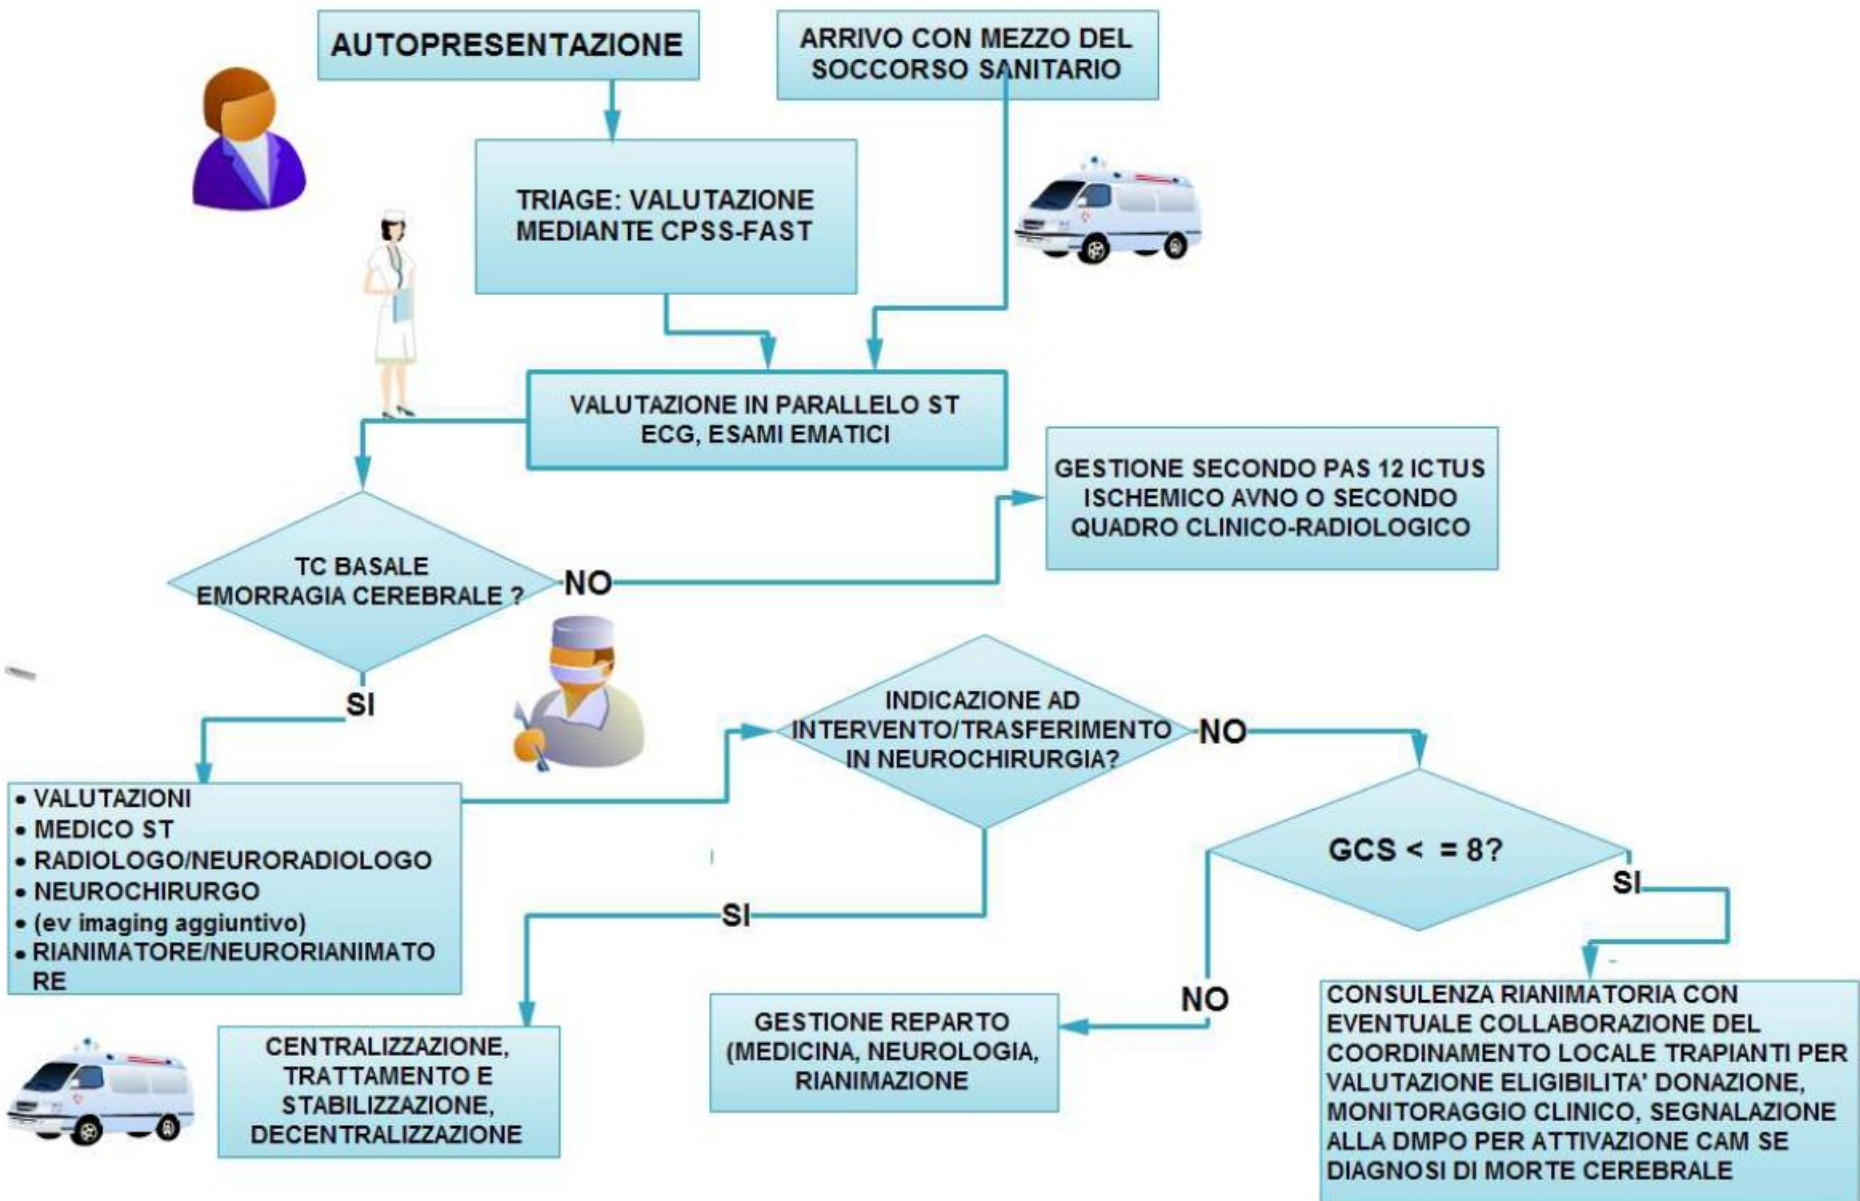 AUTOPRESENTAZIONE
ARRIVO CON MEZZO DEL
SOCCORSO SANITARIO
TRIAGE: VALUTAZIONE
MEDIANTE CPSS-FAST
VALUTAZIONE IN PARALLELO ST
ECG, ESAMI EMATICI
GESTIONE SECONDO PAS 12 ICTUS
ISCHEMICO AVNO O SECONDO
QUADRO CLINICO-RADIOLOGICO
TC BASALE
EMORRAGIA CEREBRALE ?
NO
SI
INDICAZIONE AD
INTERVENTO/TRASFERIMENTO
IN NEUROCHIRURGIA?
NO
• VALUTAZIONI
• MEDICO ST
• RADIOLOGO/NEURORADIOLOGO
• NEUROCHIRURGO
• (ev imaging aggiuntivo)
• RIANIMATORE/NEURORIANIMATO
RE
GCS < = 8?
SI
SI
NO
CENTRALIZZAZIONE,
TRATTAMENTO E
STABILIZZAZIONE,
DECENTRALIZZAZIONE
GESTIONE REPARTO
(MEDICINA, NEUROLOGIA,
RIANIMAZIONE
CONSULENZA RIANIMATORIA CON
EVENTUALE COLLABORAZIONE DEL
COORDINAMENTO LOCALE TRAPIANTI PER
VALUTAZIONE ELIGIBILITA' DONAZIONE,
MONITORAGGIO CLINICO, SEGNALAZIONE
ALLA DMPO PER ATTIVAZIONE CAM SE
DIAGNOSI DI MORTE CEREBRALE